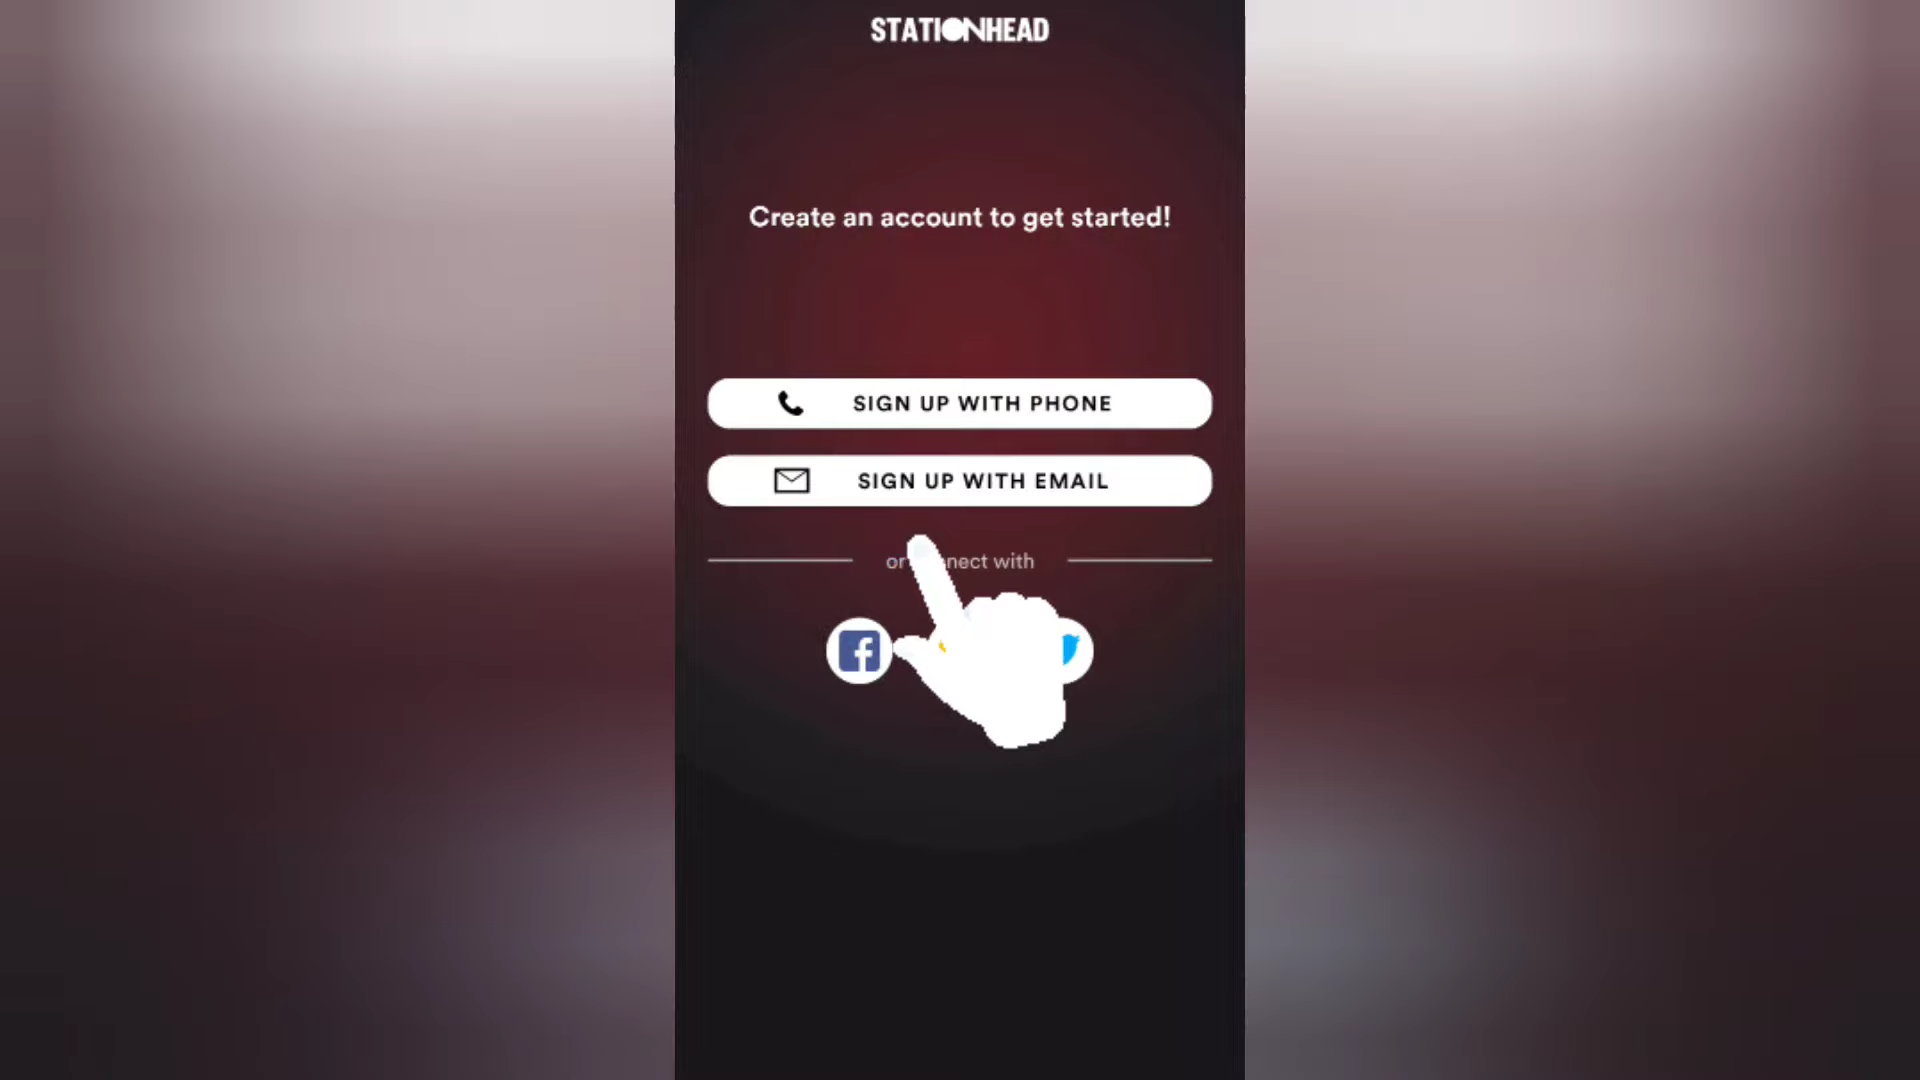 STATIONHEAD
Create an account to get started!
SIGN UP WITH PHONE
SIGN UP WITH EMAIL
or nect with